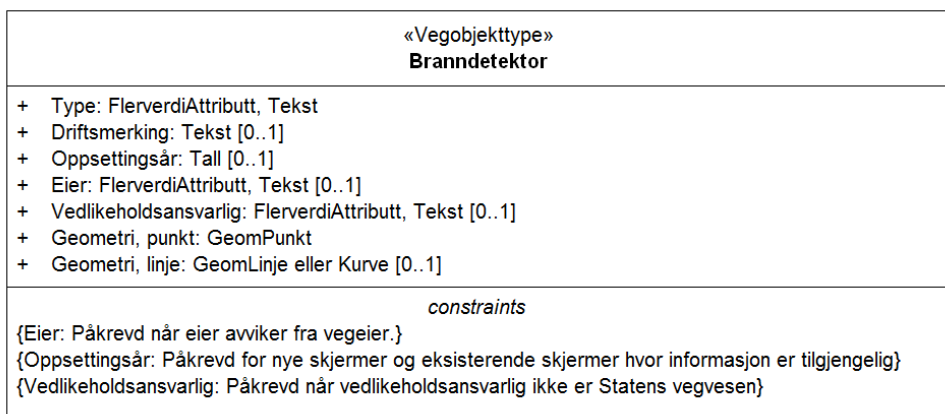 «Vegobjekttype»
Branndetektor
+ Type: FlerverdiAttributt, Tekst
+ Driftsmerking: Tekst [0..1]
+ Oppsettingsår: Tall [0..1]
+ Eier: FlerverdiAttributt, Tekst [0..1]
+ Vedlikeholdsansvarlig: FlerverdiAttributt, Tekst [0..1]
+ Geometri, punkt: GeomPunkt
+ Geometri, linje: GeomLinje eller Kurve [0..1]
constraints
{Eier: Påkrevd når eier avviker fra vegeier.}
{Oppsettingsår: Påkrevd for nye skjermer og eksisterende skjermer hvor informasjon er tilgjengelig}
{Vedlikeholdsansvarlig: Påkrevd når vedlikeholdsansvarlig ikke er Statens vegvesen}